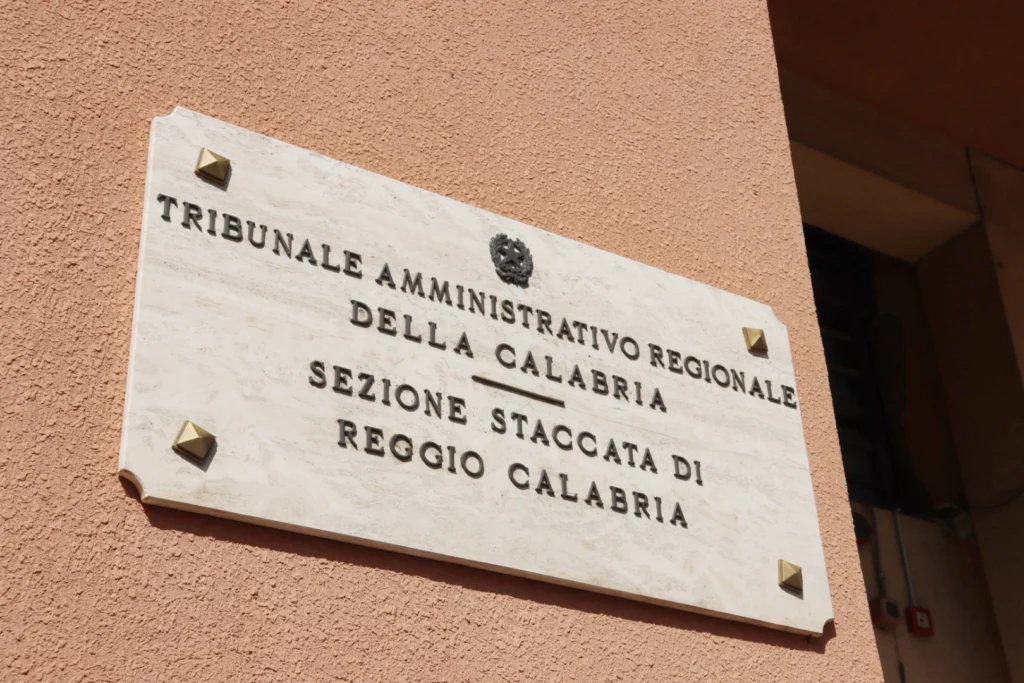 TRIBUNALE AMMINISTRATIVO REGIONALE
DELLA CALABRIA
SEZIONE STACCATA DI
REGGIO CALABRIA